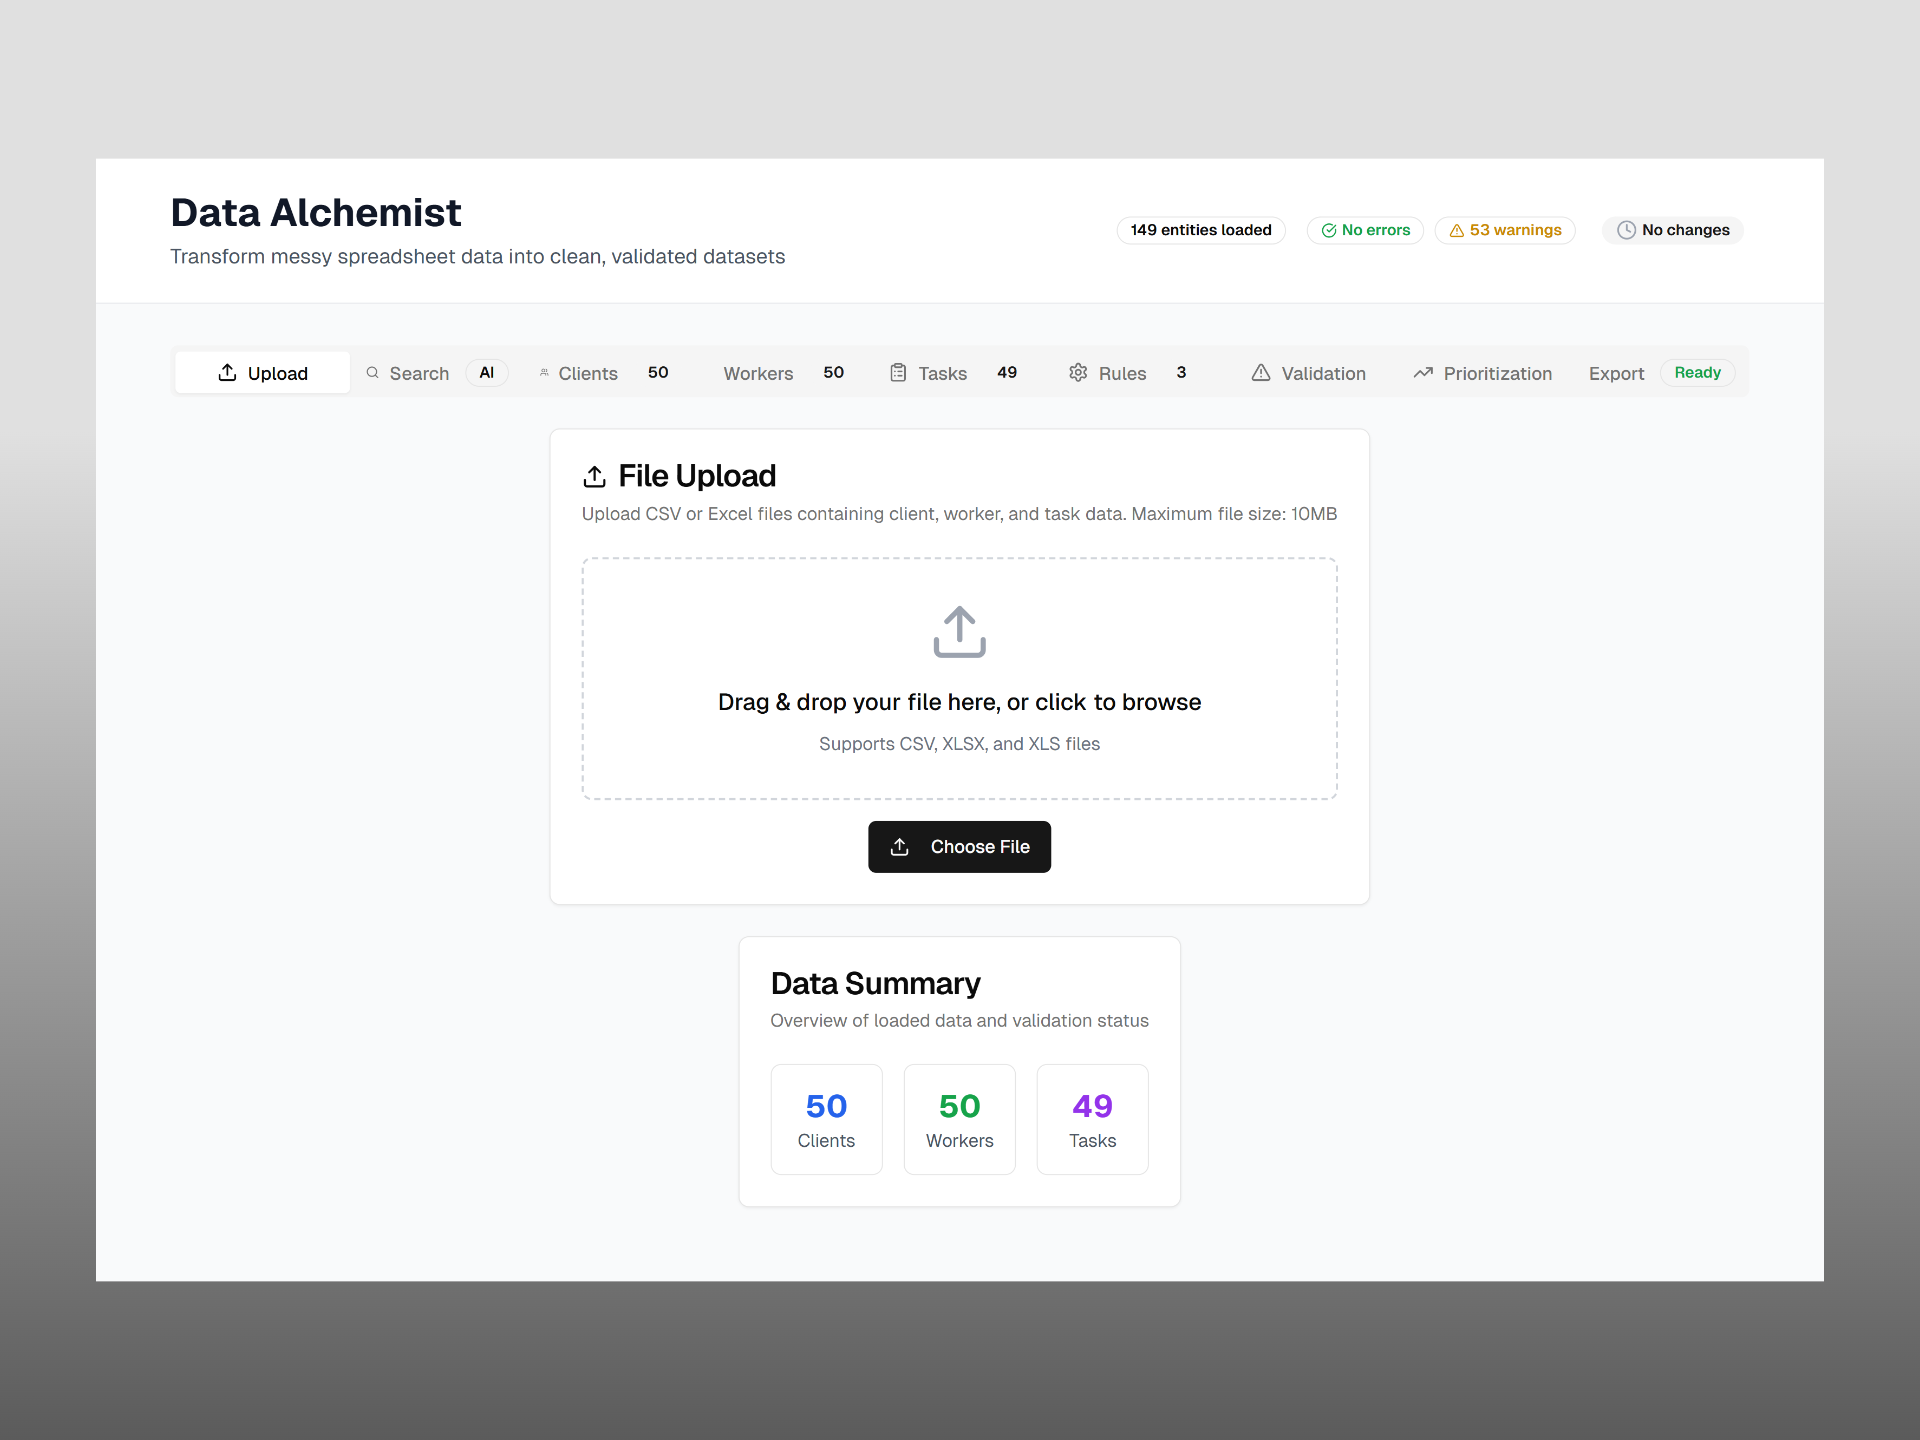 Data Alchemist
Transform messy spreadsheet data into clean, validated datasets
149 entities loaded
No errors
53 warnings
No changes
Upload
Search AI
Clients 50
Workers 50
Tasks 49
Rules 3
Validation
Prioritization
Export Ready
File Upload
Upload CSV or Excel files containing client, worker, and task data. Maximum file size: 10MB
Drag & drop your file here, or click to browse
Supports CSV, XLSX, and XLS files
Choose File
Data Summary
Overview of loaded data and validation status
50
Clients
50
Workers
49
Tasks